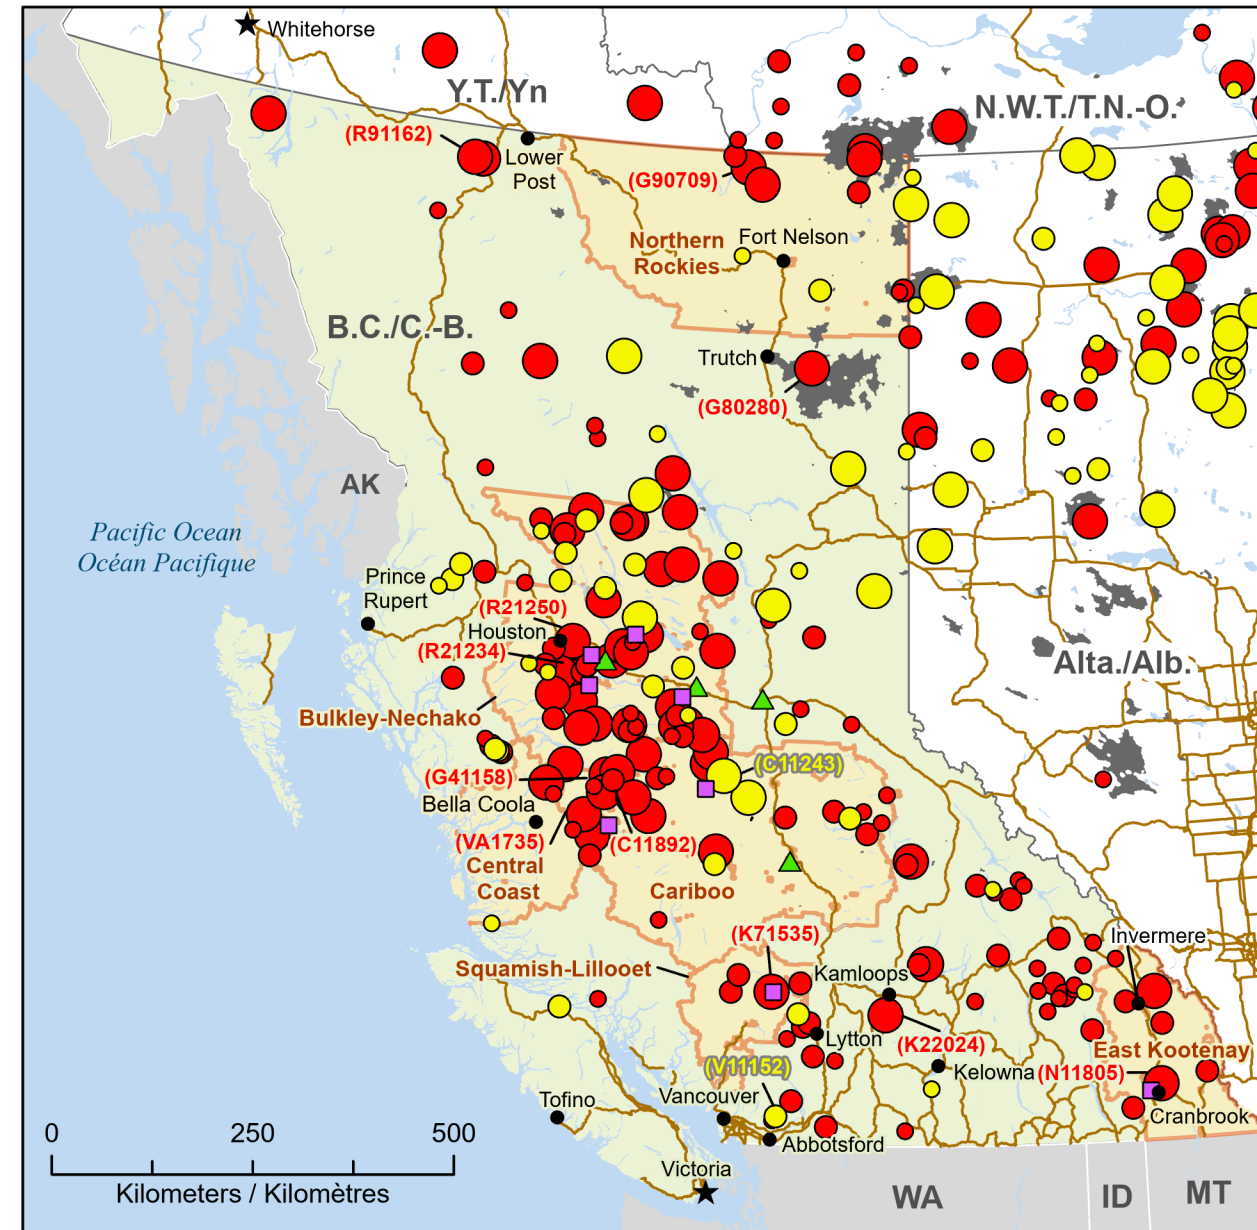 Whitehorse
Y.T./Yn
N.W.T./T.N.-O.
(R91162)
Lower
Post
(G90709)
Northern
Rockies
Fort Nelson
B.C./C.-B.
Trutch
(G80280)
AK
Pacific Ocean
Océan Pacifique
Prince
Rupert
(R21250)
Houston
(R21234)
Alta./Alb.
Bulkley-Nechako
(C11243)
(G41158)
Bella Coola
(VA1735)
(C11892)
Central
Coast
Cariboo
(K71535)
Invermere
Squamish-Lillooet
Kamloops
Lytton
(K22024)
East Kootenay
(V11152)
Kelowna
(N11805)
Vancouver
Tofino
Cranbrook
Abbotsford
0 250 500
Kilometers / Kilomètres
Victoria
WA
ID
MT